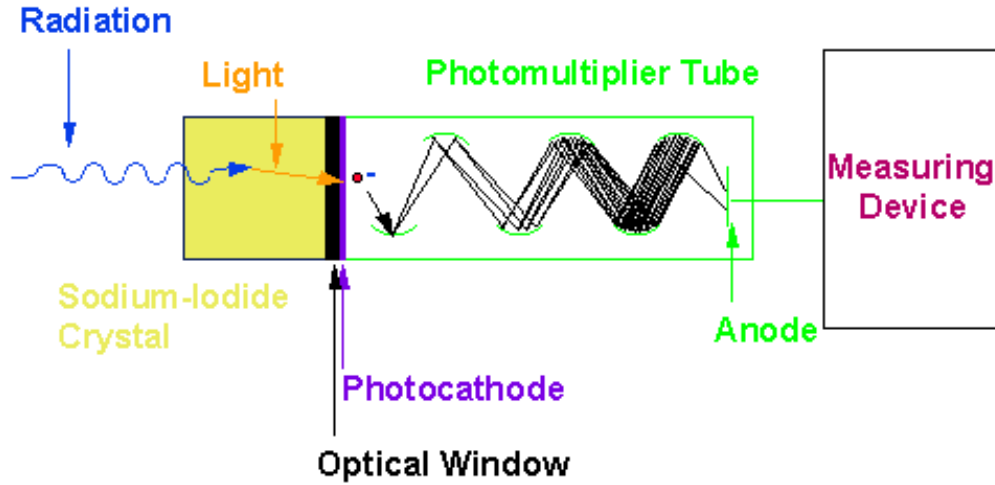 Radiation
Light
Photomultiplier Tube
-
Measuring
Device
Sodium-Iodide
Crystal
Anode
Photocathode
Optical Window